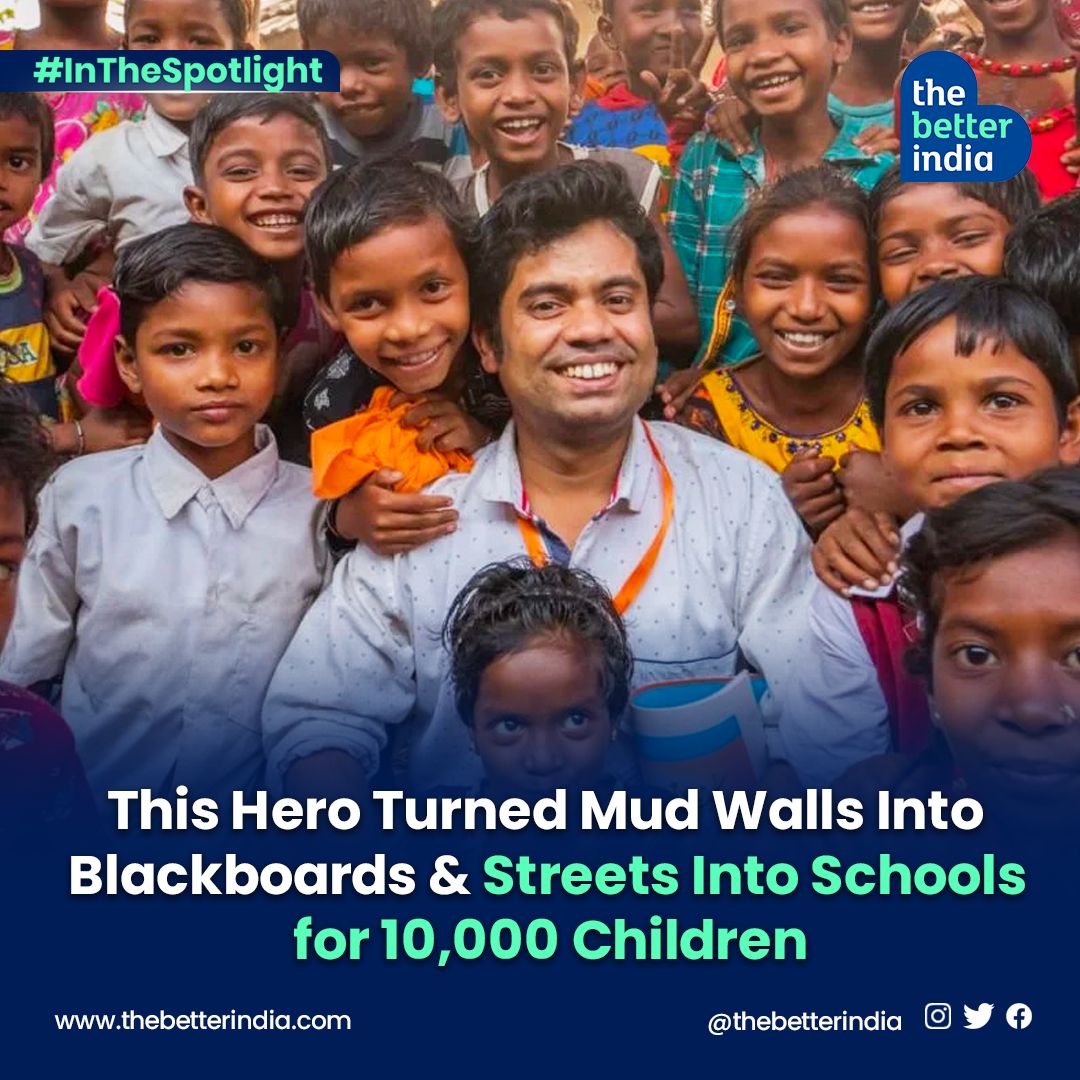 #InTheSpotlight
the
better
india
This Hero Turned Mud Walls Into
Blackboards & Streets Into Schools
for 10,000 Children
www.thebetterindia.com
@thebetterindia